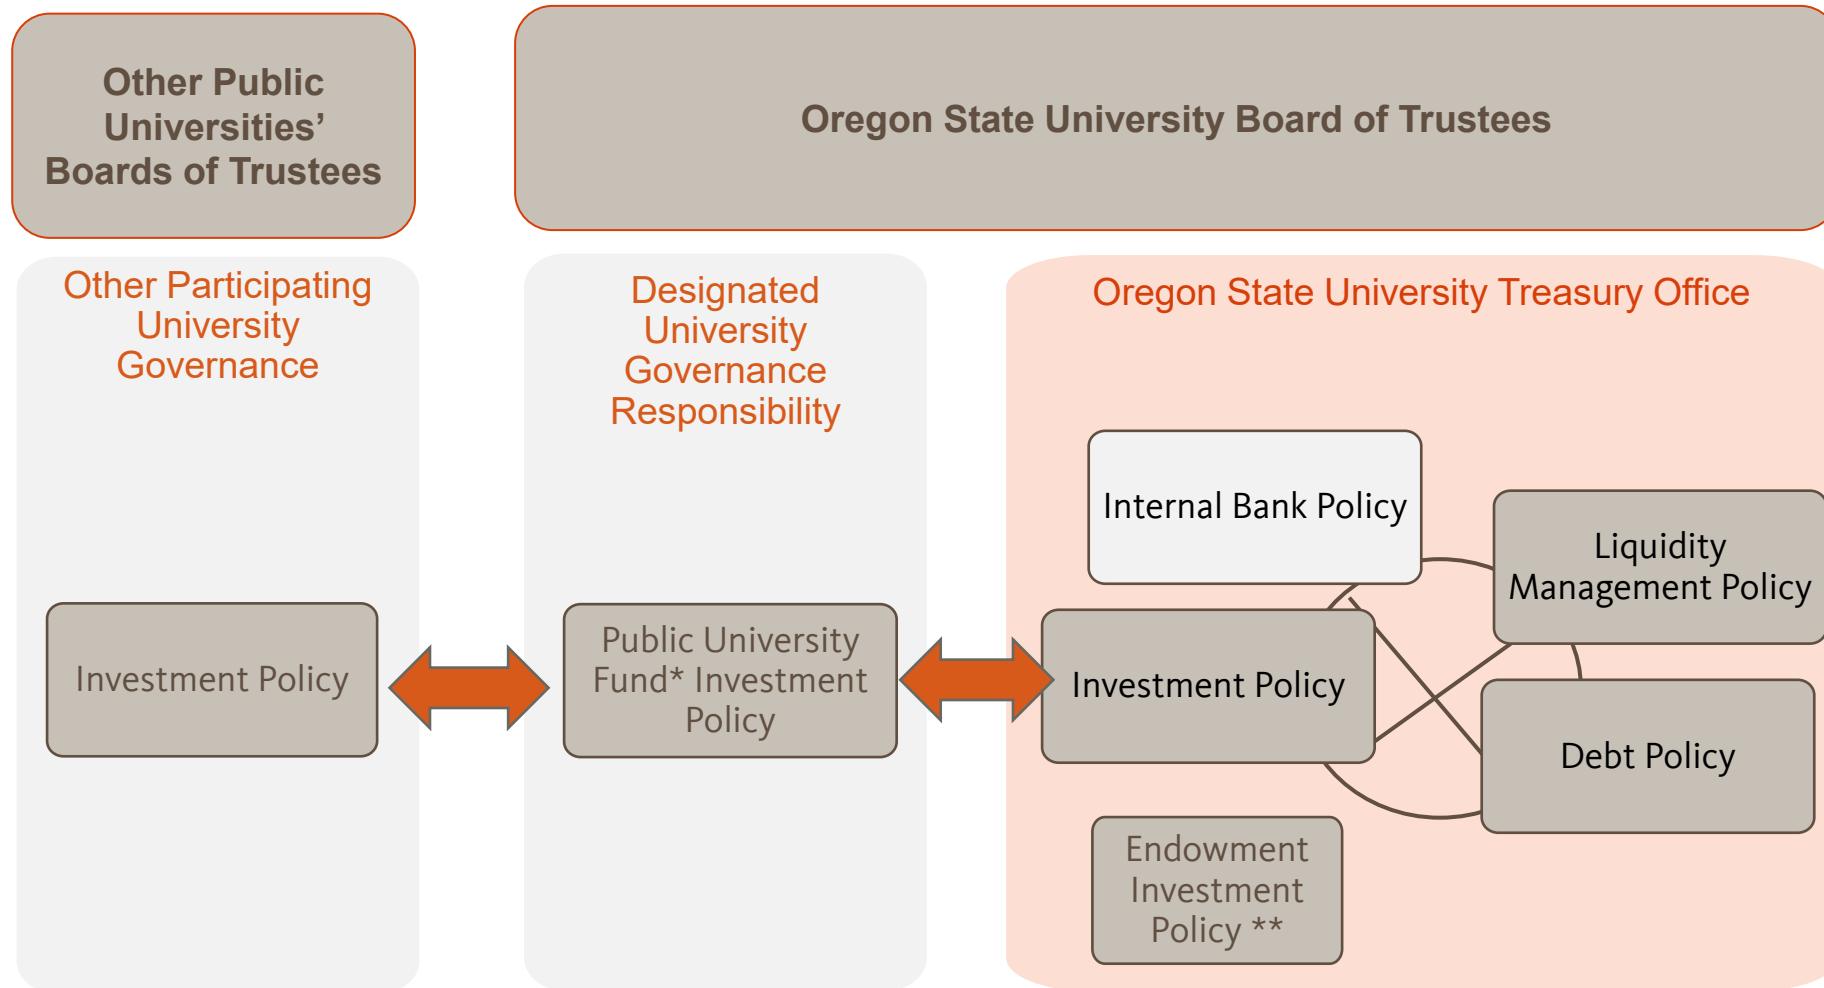 Other Public
Universities’
Boards of Trustees
Oregon State University Board of Trustees
Other Participating
University
Governance
Designated
University
Governance
Responsibility
Oregon State University Treasury Office
Internal Bank Policy
Liquidity
Management Policy
Investment Policy
Public University
Fund* Investment
Policy
Investment Policy
Debt Policy
Endowment
Investment
Policy **